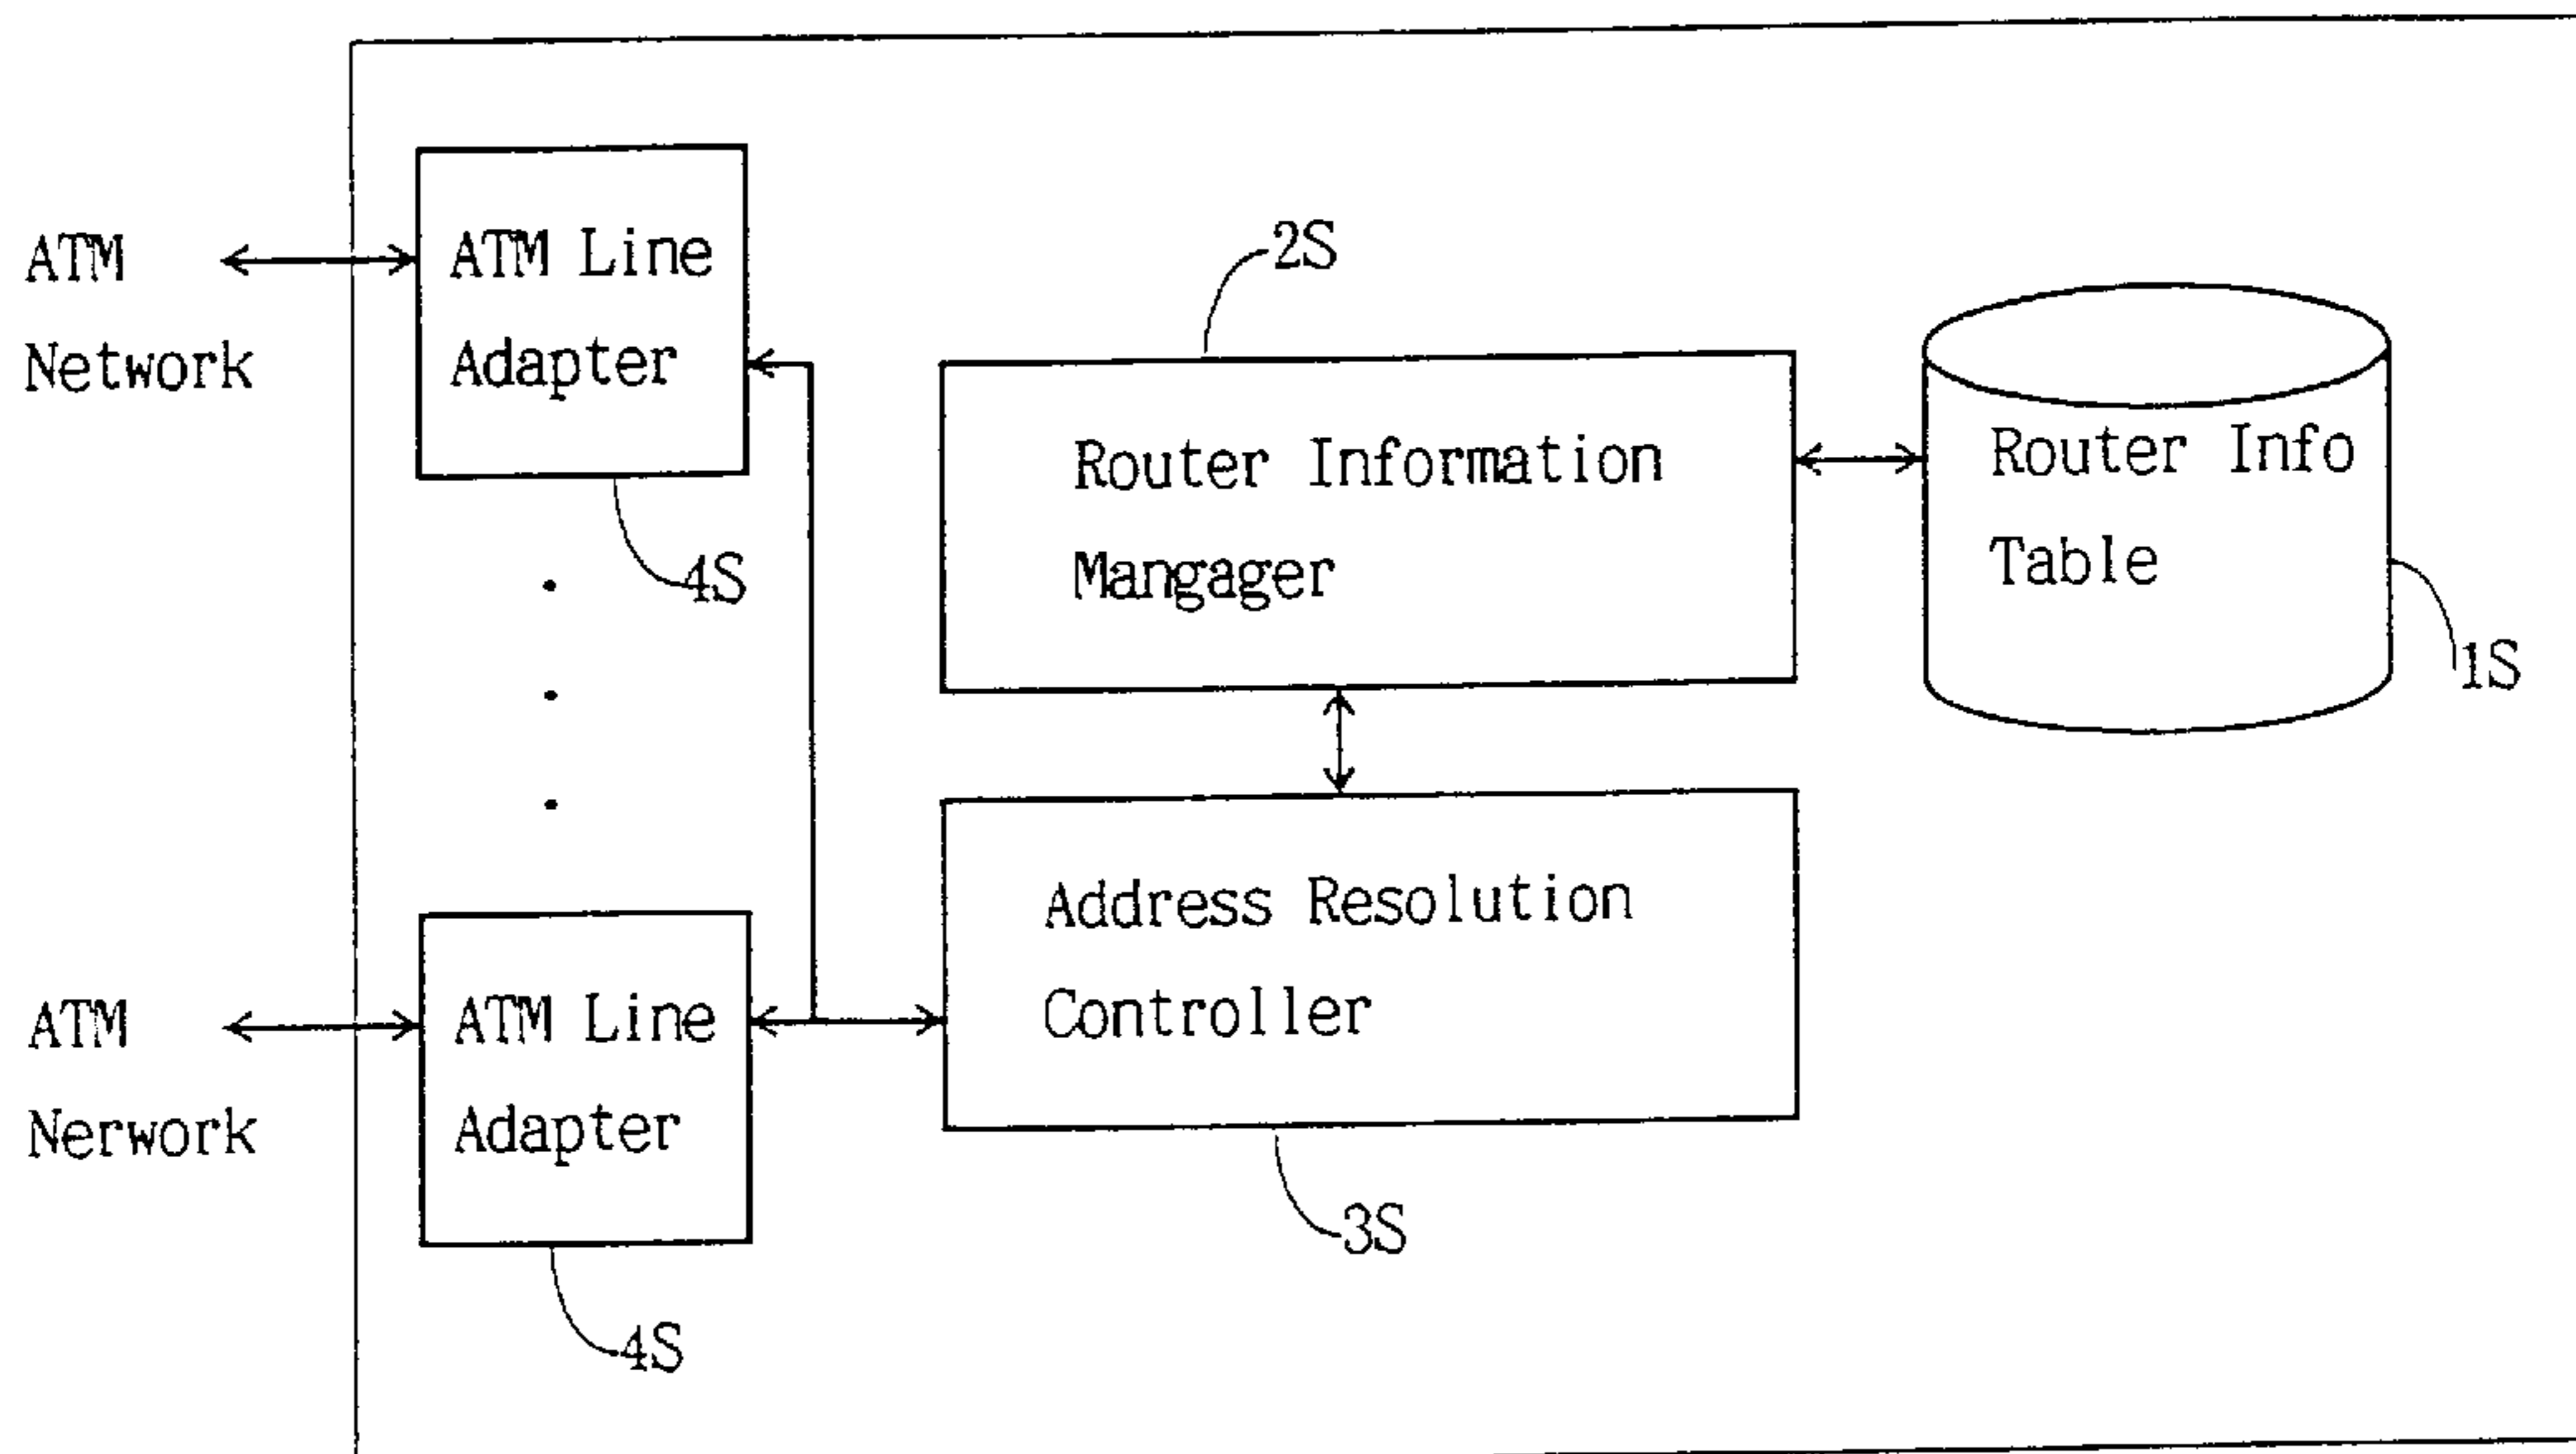 ATM
Network
ATM Line
Adapter
4S
2S
Router Information
Mangager
Router Info
Table
1S
Address Resolution
Controller
3S
ATM
Nerwork
ATM Line
Adapter
4S